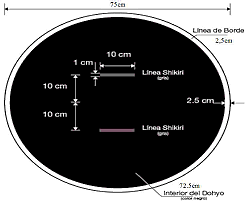 75cm
Línea de Borde
2,5cm
10 cm
1 cm
Línea Shikiri
(gris)
10 cm
2.5 cm
10 cm
Línea Shikiri
(gris)
72.5cm
Interior del Dohyo
(color negro)